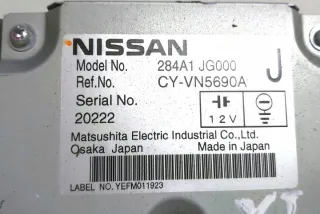 NISSAN
Model No. 284A1 JG000
Ref.No. CY-VN5690A
J
Serial No.
20222
12V
Matsushita Electric Industrial Co.,Ltd.
Osaka Japan Made in Japan
LABEL NO. YEFM011923